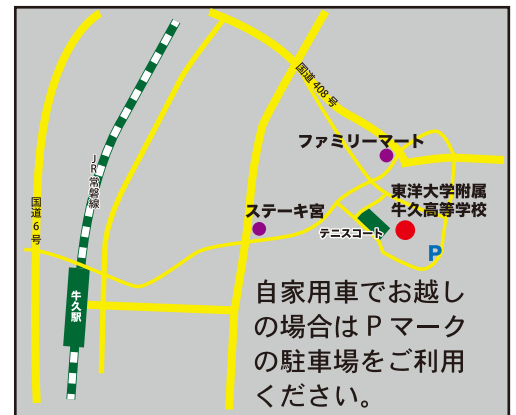 国道408号
ファミリーマート
JR常磐線
東洋大学附属
牛久高等学校
国道6号
ステーキ宮
テニスコート
P
牛久駅
自家用車でお越し
の場合はPマーク
の駐車場をご利用
ください。